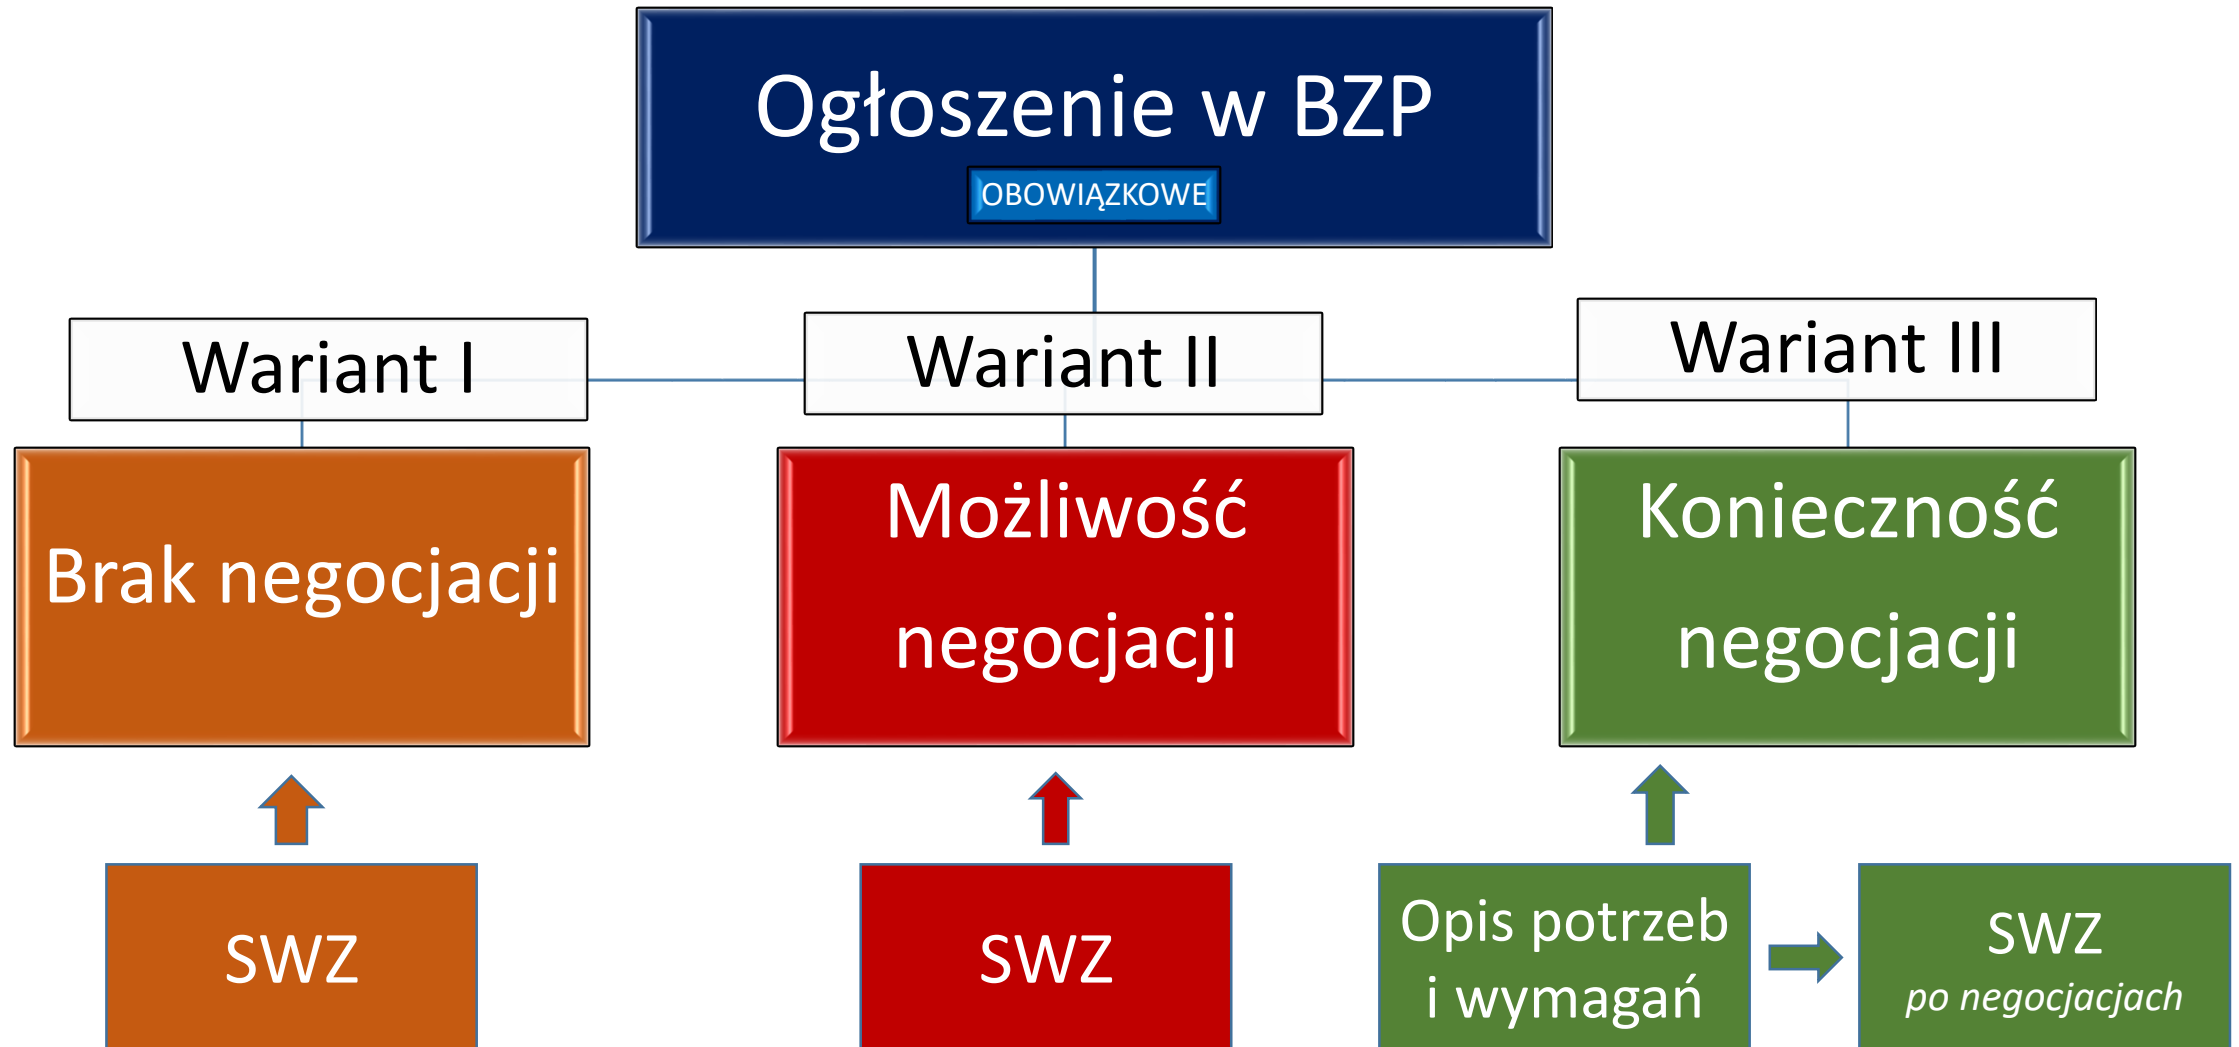 Ogłoszenie w BZP
OBOWIĄZKOWE
Wariant I
Wariant II
Wariant III
Brak negocjacji
Możliwość
negocjacji
Konieczność
negocjacji
SWZ
SWZ
Opis potrzeb
i wymagań
SWZ
po negocjacjach